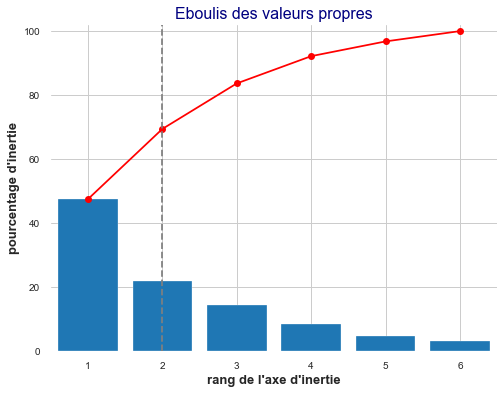 Eboulis des valeurs propres
100
80
60
40
20
0
pourcentage d'inertie
1 2 3 4 5 6
rang de l'axe d'inertie